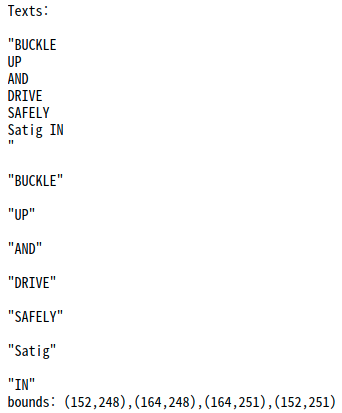 Texts:
"BUCKLE
UP
AND
DRIVE
SAFELY
Satig IN
"
"BUCKLE"
"UP"
"AND"
"DRIVE"
"SAFELY"
"Satig"
"IN"
bounds: (152,248),(164,248),(164,251),(152,251)